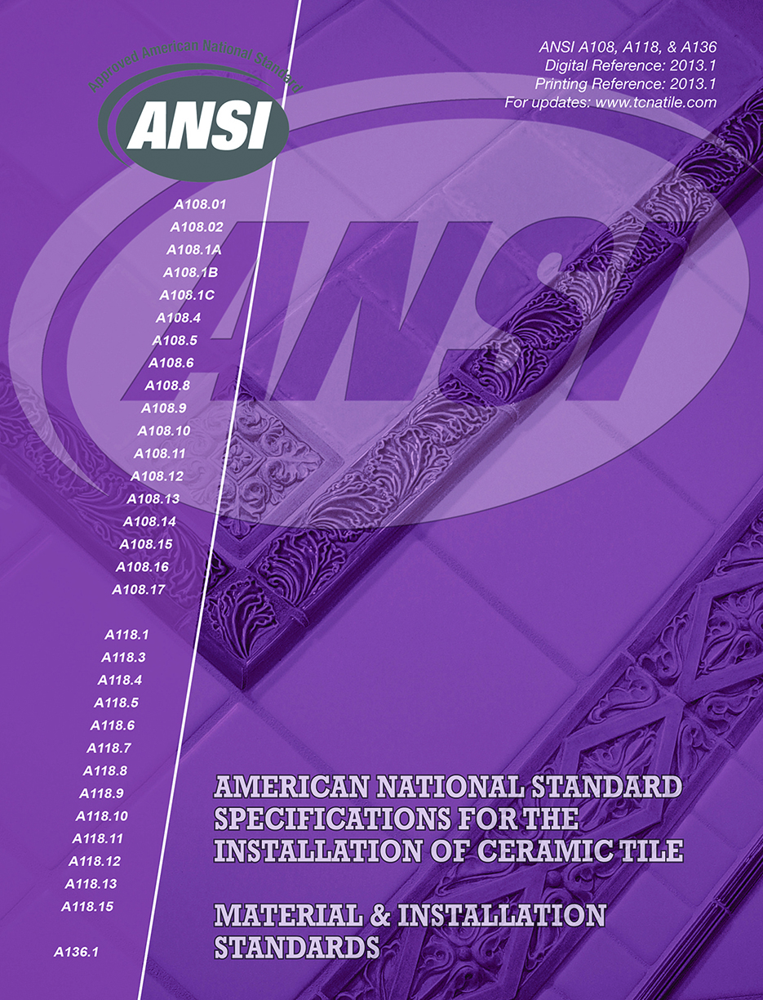 Approved American National Standard
ANSI
ANSI A108, A118, & A136
Digital Reference: 2013.1
Printing Reference: 2013.1
For updates: www.tcnatile.com
ANSI
A108.01
A108.02
A108.1A
A108.1B
A108.1C
A108.4
A108.5
A108.6
A108.8
A108.9
A108.10
A108.11
A108.12
A108.13
A108.14
A108.15
A108.16
A108.17
A118.1
A118.3
A118.4
A118.5
A118.6
A118.7
A118.8
A118.9
A118.10
A118.11
A118.12
A118.13
A118.15
A136.1
AMERICAN NATIONAL STANDARD
SPECIFICATIONS FOR THE
INSTALLATION OF CERAMIC TILE
MATERIAL & INSTALLATION
STANDARDS